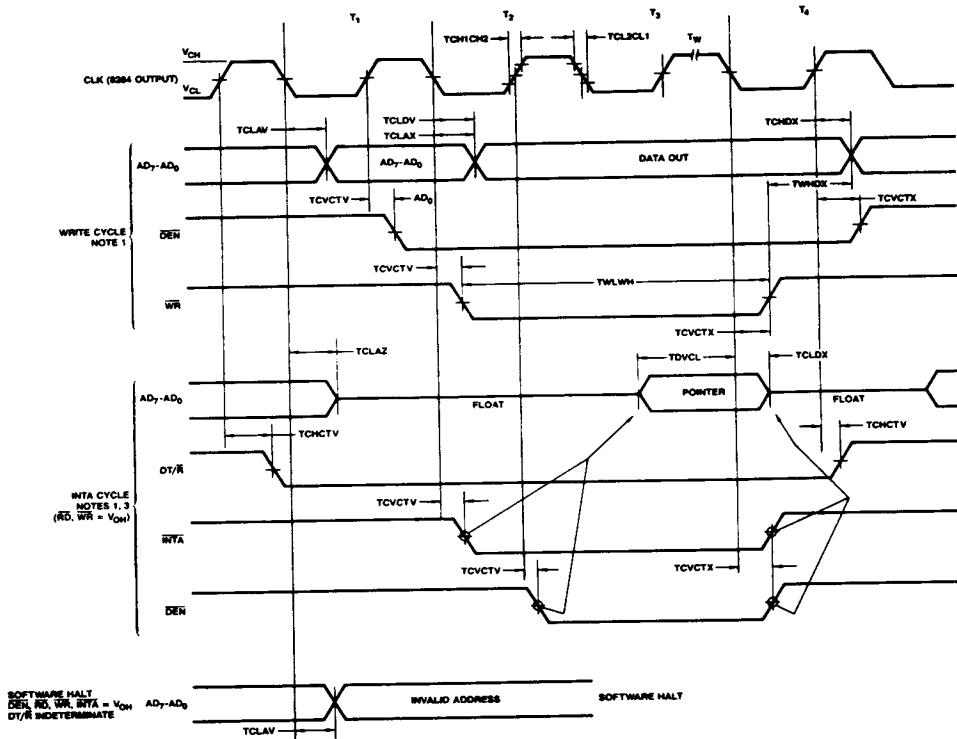 T1
T2
T3
T4
TCH1CH2
TCL2CL1
TW
VCH
CLK (8284 OUTPUT)
VCL
TCLAV
TCLDV
TCLAX
TCHDX
AD7-AD0
AD7-AD0
DATA OUT
TWHDX
TCVCTV
AD0
TCVCTX
WRITE CYCLE
NOTE 1
DEN
TCVCTV
TWLWH
WR
TCVCTX
TCLAZ
TDVCL
TCLDX
AD7-AD0
FLOAT
POINTER
FLOAT
TCHCTV
TCHCTV
DT/R
INTA CYCLE
NOTES 1, 3
(RD, WR = VOH)
TCVCTV
INTA
TCVCTV
TCVCTX
DEN
SOFTWARE HALT
DEN, RD, WR, INTA = VOH
DT/R INDETERMINATE
AD7-AD0
INVALID ADDRESS
SOFTWARE HALT
TCLAV